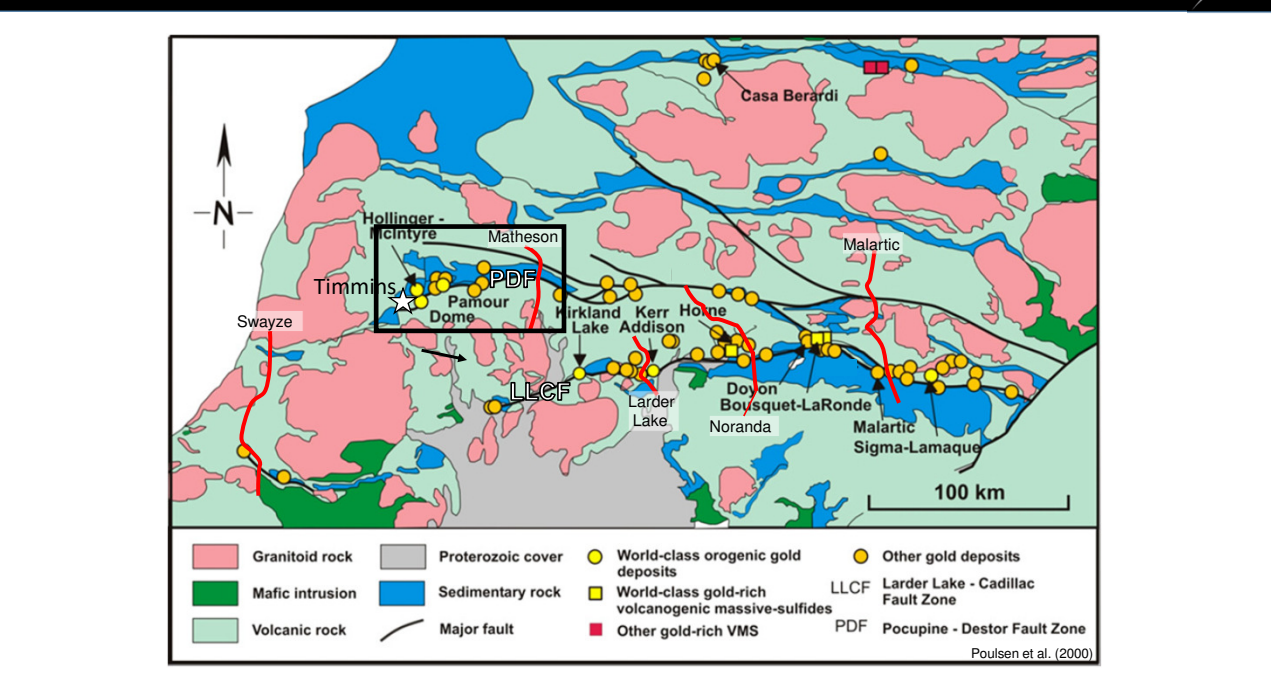 Casa Berardi
N
Hollinger -
McIntyre
Matheson
Malartic
Timmins
PDF
Pamour
Dome
Swayze
Kirkland
Lake
Kerr
Addison
Horne
LLCF
Larder
Lake
Doyon
Bousquet-LaRonde
Noranda
Malartic
Sigma-Lamaque
100 km
Granitoid rock
Mafic intrusion
Volcanic rock
Proterozoic cover
Sedimentary rock
Major fault
World-class orogenic gold
deposits
World-class gold-rich
volcanogenic massive-sulfides
Other gold-rich VMS
Other gold deposits
LLCF Larder Lake - Cadillac
Fault Zone
PDF Pocupine - Destor Fault Zone
Poulsen et al. (2000)